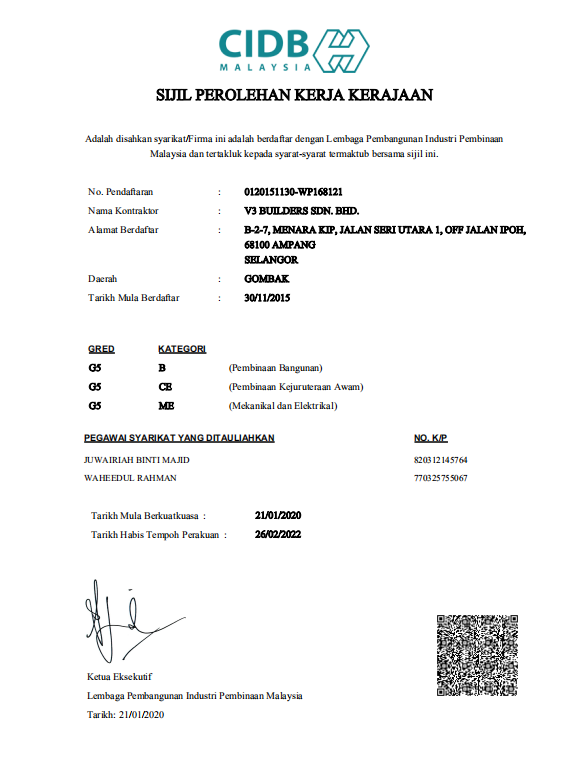 CIDB
MALAYSIA
SIJIL PEROLEHAN KERJA KERAJAAN
Adalah disahkan syarikat/Firma ini adalah berdaftar dengan Lembaga Pembangunan Industri Pembinaan
Malaysia dan tertakluk kepada syarat-syarat termaktub bersama sijil ini.
No. Pendaftaran : 0120151130-WP168121
Nama Kontraktor : V3 BUILDERS SDN. BHD.
Alamat Berdaftar : B-2-7, MENARA KIP, JALAN SERI UTARA 1, OFF JALAN IPOH,
68100 AMPANG
SELANGOR
Daerah : GOMBAK
Tarikh Mula Berdaftar : 30/11/2015
GRED KATEGORI
G5 B (Pembinaan Bangunan)
G5 CE (Pembinaan Kejuruteraan Awam)
G5 ME (Mekanikal dan Elektrikal)
PEGAWAI SYARIKAT YANG DITAULIAHKAN NO. K/P
JUWAIRIAH BINTI MAJID 820312145764
WAHEEDUL RAHMAN 770325755067
Tarikh Mula Berkuatkuasa : 21/01/2020
Tarikh Habis Tempoh Perakuan : 26/02/2022
Ketua Eksekutif
Lembaga Pembangunan Industri Pembinaan Malaysia
Tarikh: 21/01/2020